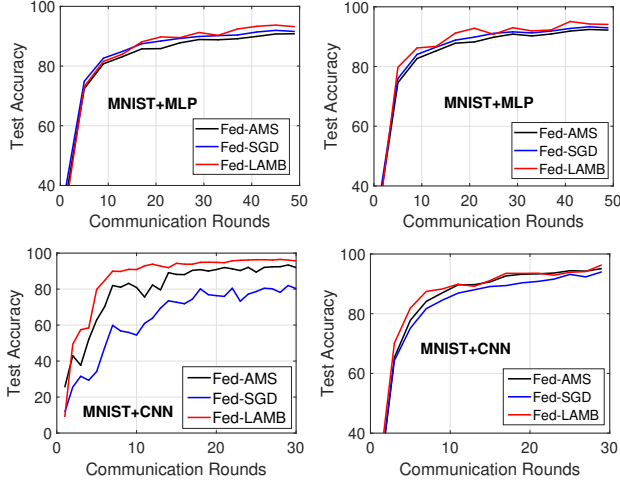 100
80
60
40
Test Accuracy
MNIST+MLP
Fed-AMS
Fed-SGD
Fed-LAMB
0 10 20 30 40 50
Communication Rounds
100
80
60
40
Test Accuracy
MNIST+MLP
Fed-AMS
Fed-SGD
Fed-LAMB
0 10 20 30 40 50
Communication Rounds
100
80
60
40
20
0
Test Accuracy
MNIST+CNN
Fed-AMS
Fed-SGD
Fed-LAMB
0 10 20 30
Communication Rounds
100
80
60
40
Test Accuracy
MNIST+CNN
Fed-AMS
Fed-SGD
Fed-LAMB
0 10 20 30
Communication Rounds